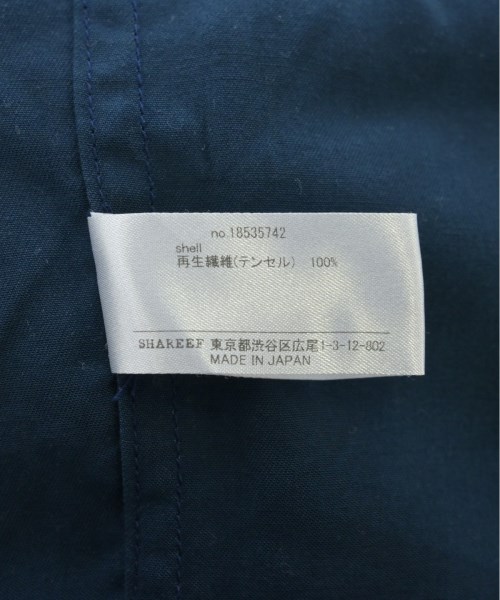 no.18535742
shell
再生繊維(テンセル) 100%
SHAREEF 東京都渋谷区広尾1-3-12-802
MADE IN JAPAN